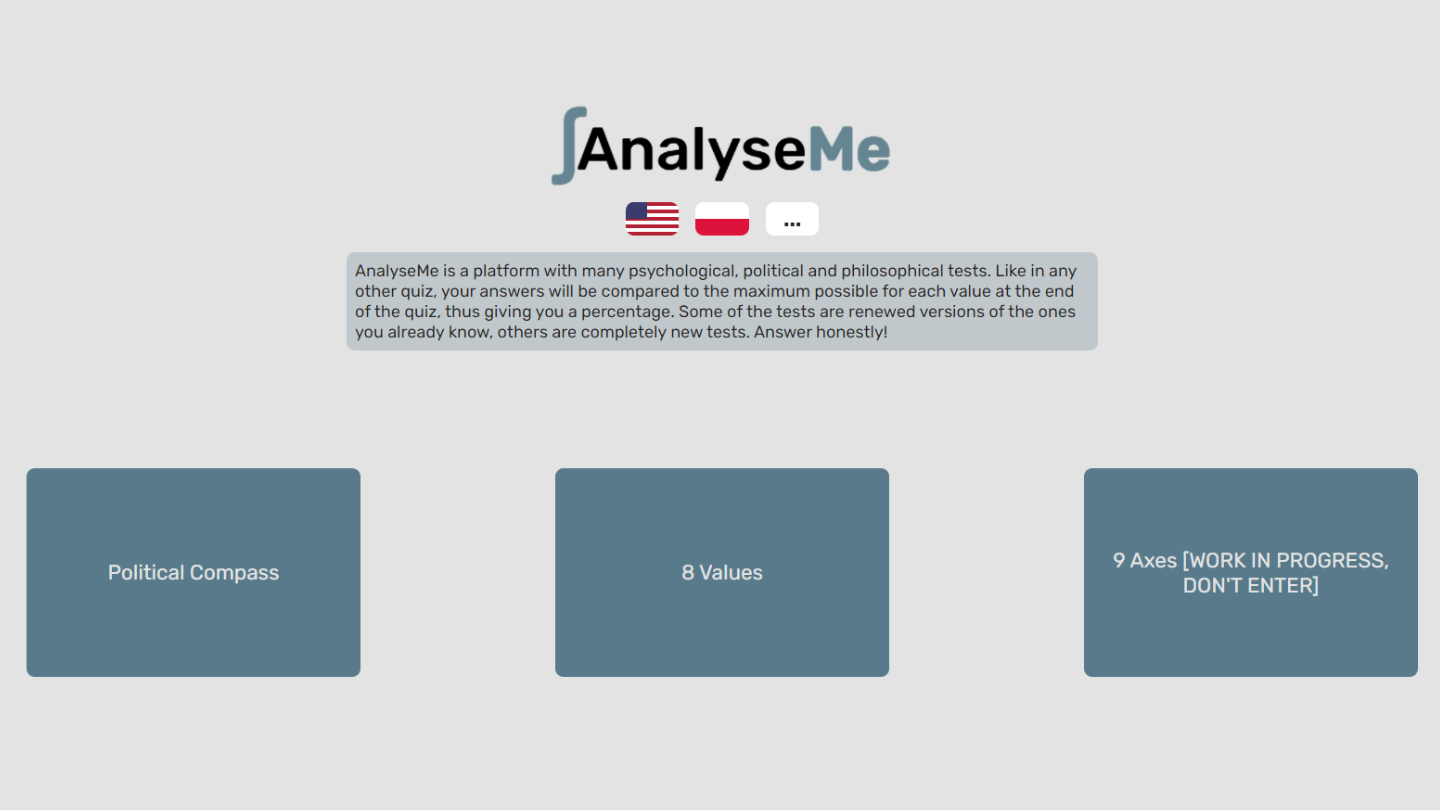 ∫AnalyseMe
...
AnalyseMe is a platform with many psychological, political and philosophical tests. Like in any
other quiz, your answers will be compared to the maximum possible for each value at the end
of the quiz, thus giving you a percentage. Some of the tests are renewed versions of the ones
you already know, others are completely new tests. Answer honestly!
Political Compass
8 Values
9 Axes [WORK IN PROGRESS,
DON'T ENTER]